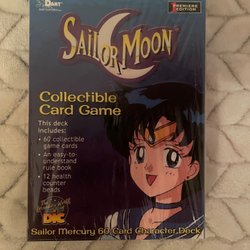 DART
PREMIERE
EDITION
SAILOR MOON
Collectible
Card Game
This deck
includes:
• 60 collectible
game cards
• An easy-to-
understand
rule book
• 12 health
counter
beads
DIC
Sailor Mercury 60 Card Character Deck